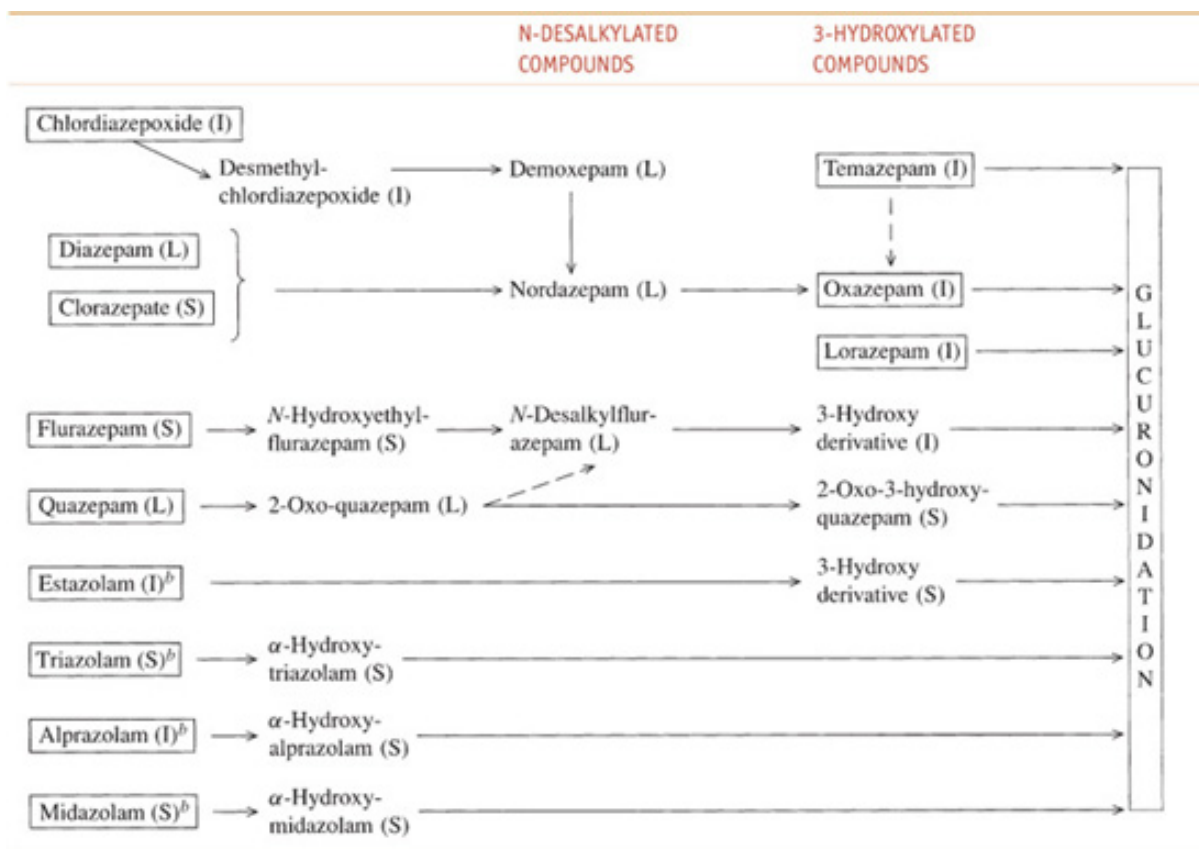 N-DESALKYLATED
COMPOUNDS
3-HYDROXYLATED
COMPOUNDS
Chlordiazepoxide (I)
Desmethyl-
chlordiazepoxide (I)
Demoxepam (L)
Temazepam (I)
Diazepam (L)
Clorazepate (S)
Nordazepam (L)
Oxazepam (I)
Lorazepam (I)
Flurazepam (S)
N-Hydroxyethyl-
flurazepam (S)
N-Desalkylflur-
azepam (L)
3-Hydroxy
derivative (I)
Quazepam (L)
2-Oxo-quazepam (L)
2-Oxo-3-hydroxy-
quazepam (S)
Estazolam (I)b
3-Hydroxy
derivative (S)
Triazolam (S)b
α-Hydroxy-
triazolam (S)
Alprazolam (I)b
α-Hydroxy-
alprazolam (S)
Midazolam (S)b
α-Hydroxy-
midazolam (S)
GLUCURONIDATION